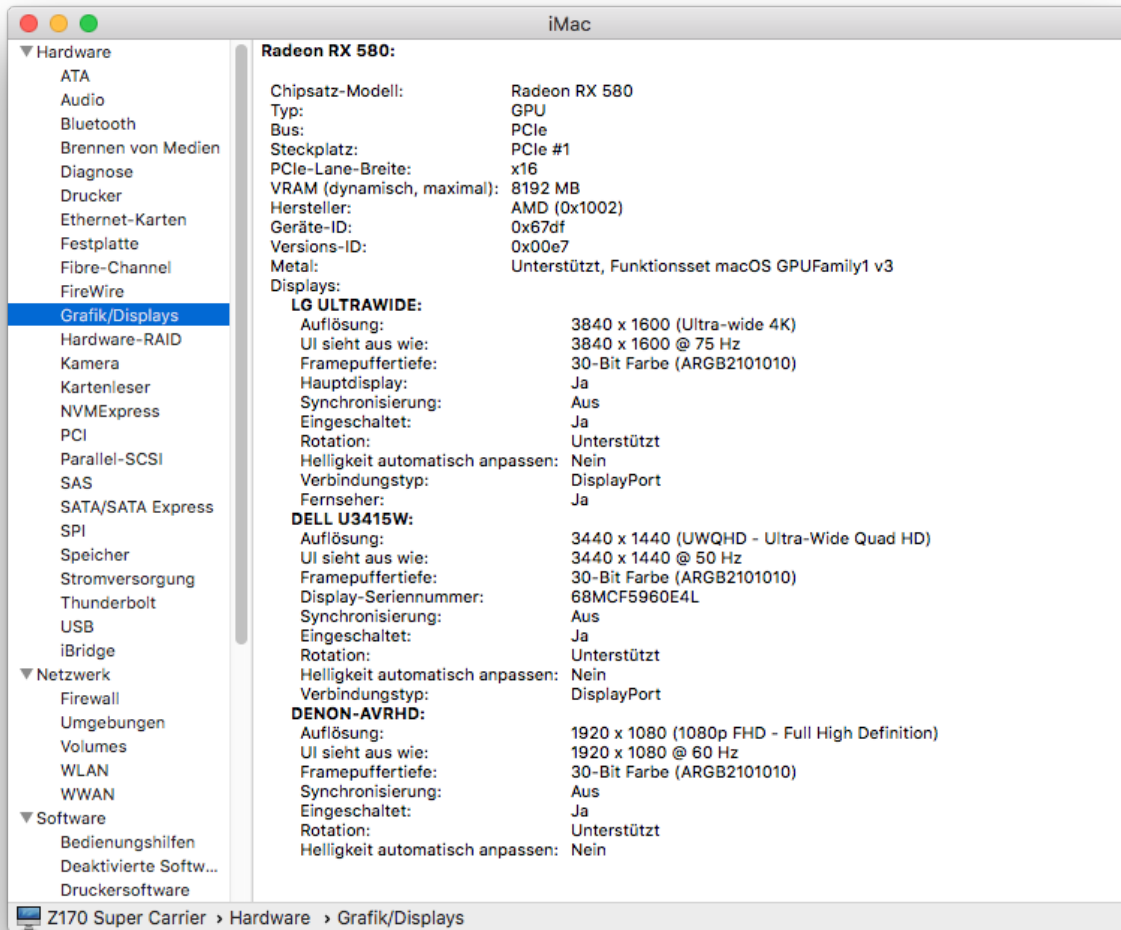 iMac
Hardware
ATA
Audio
Bluetooth
Brennen von Medien
Diagnose
Drucker
Ethernet-Karten
Festplatte
Fibre-Channel
FireWire
Grafik/Displays
Hardware-RAID
Kamera
Kartenleser
NVMExpress
PCI
Parallel-SCSI
SAS
SATA/SATA Express
SPI
Speicher
Stromversorgung
Thunderbolt
USB
iBridge
Netzwerk
Firewall
Umgebungen
Volumes
WLAN
WWAN
Software
Bedienungshilfen
Deaktivierte Softw...
Druckersoftware
Radeon RX 580:
Chipsatz-Modell: Radeon RX 580
Typ: GPU
Bus: PCIe
Steckplatz: PCIe #1
PCIe-Lane-Breite: x16
VRAM (dynamisch, maximal): 8192 MB
Hersteller: AMD (0x1002)
Geräte-ID: 0x67df
Versions-ID: 0x00e7
Metal: Unterstützt, Funktionsset macOS GPUFamily1 v3
Displays:
LG ULTRAWIDE:
Auflösung: 3840 x 1600 (Ultra-wide 4K)
UI sieht aus wie: 3840 x 1600 @ 75 Hz
Framepuffertiefe: 30-Bit Farbe (ARGB2101010)
Hauptdisplay: Ja
Synchronisierung: Aus
Eingeschaltet: Ja
Rotation: Unterstützt
Helligkeit automatisch anpassen: Nein
Verbindungstyp: DisplayPort
Fernseher: Ja
DELL U3415W:
Auflösung: 3440 x 1440 (UWQHD - Ultra-Wide Quad HD)
UI sieht aus wie: 3440 x 1440 @ 50 Hz
Framepuffertiefe: 30-Bit Farbe (ARGB2101010)
Display-Seriennummer: 68MCF5960E4L
Synchronisierung: Aus
Eingeschaltet: Ja
Rotation: Unterstützt
Helligkeit automatisch anpassen: Nein
Verbindungstyp: DisplayPort
DENON-AVRHD:
Auflösung: 1920 x 1080 (1080p FHD - Full High Definition)
UI sieht aus wie: 1920 x 1080 @ 60 Hz
Framepuffertiefe: 30-Bit Farbe (ARGB2101010)
Synchronisierung: Aus
Eingeschaltet: Ja
Rotation: Unterstützt
Helligkeit automatisch anpassen: Nein
Z170 Super Carrier › Hardware › Grafik/Displays